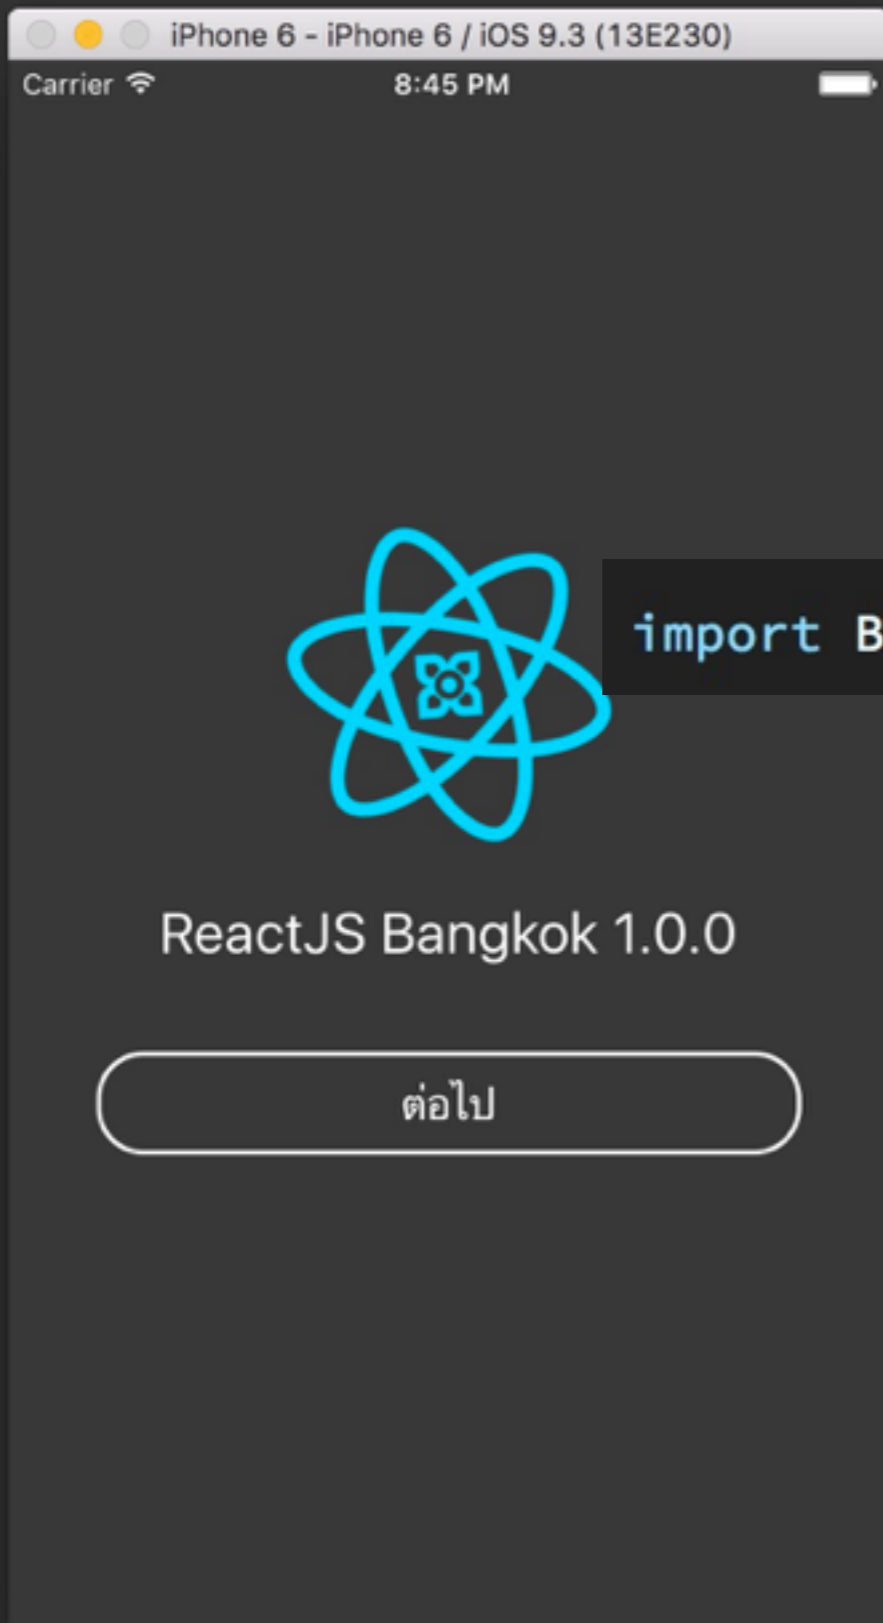 iPhone 6 - iPhone 6 / iOS 9.3 (13E230)
Carrier 8:45 PM
import B
ReactJS Bangkok 1.0.0
ต่อไป